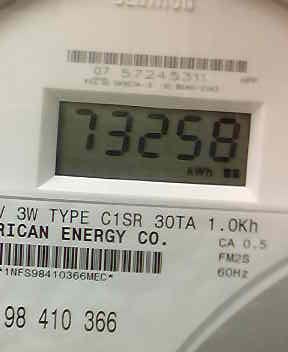 07 57245311
73258
kWh
V 3W TYPE C1SR 30TA 1.0Kh
RICAN ENERGY CO.
CA 0.5
FM2S
60Hz
*1NFS98410366MEC*
98 410 366